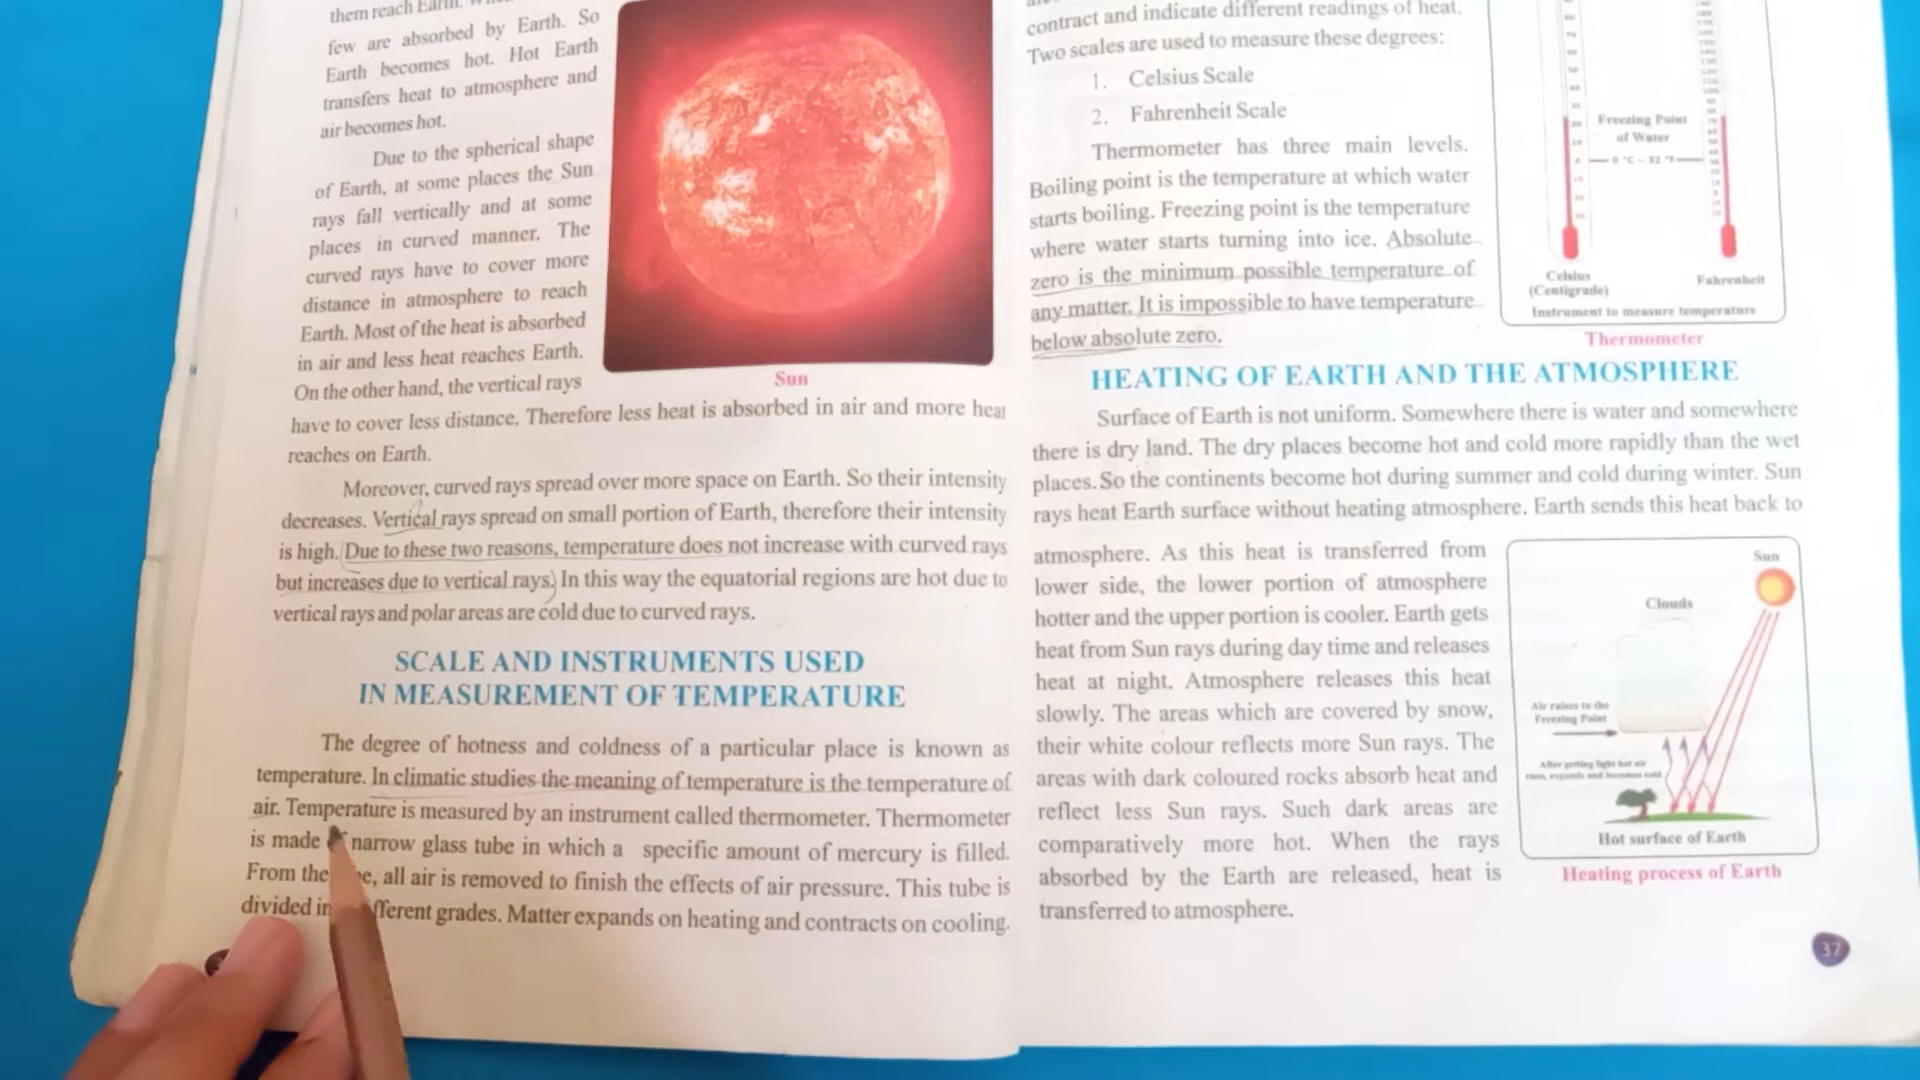 them reach Earth.
few are absorbed by Earth. So
Earth becomes hot. Hot Earth
transfers heat to atmosphere and
air becomes hot.
Due to the spherical shape
of Earth, at some places the Sun
rays fall vertically and at some
places in curved manner. The
curved rays have to cover more
distance in atmosphere to reach
Earth. Most of the heat is absorbed
in air and less heat reaches Earth.
On the other hand, the vertical rays
Sun
have to cover less distance. Therefore less heat is absorbed in air and more heat
reaches on Earth.
Moreover, curved rays spread over more space on Earth. So their intensity
decreases. Vertical rays spread on small portion of Earth, therefore their intensity
is high. Due to these two reasons, temperature does not increase with curved rays
but increases due to vertical rays. In this way the equatorial regions are hot due to
vertical rays and polar areas are cold due to curved rays.
SCALE AND INSTRUMENTS USED
IN MEASUREMENT OF TEMPERATURE
The degree of hotness and coldness of a particular place is known as
temperature. In climatic studies the meaning of temperature is the temperature of
air. Temperature is measured by an instrument called thermometer. Thermometer
is made narrow glass tube in which a specific amount of mercury is filled.
From the all air is removed to finish the effects of air pressure. This tube is
divided grades. Matter expands on heating and contracts on cooling.
contract and indicate different readings of heat.
Two scales are used to measure these degrees:
1. Celsius Scale
2. Fahrenheit Scale
Thermometer has three main levels.
Boiling point is the temperature at which water
starts boiling. Freezing point is the temperature
where water starts turning into ice. Absolute
zero is the minimum possible temperature of
any matter. It is impossible to have temperature
below absolute zero.
Freezing Point
of Water
0 °C – 32 °F
Celsius
(Centigrade)
Fahrenheit
Instrument to measure temperature
Thermometer
HEATING OF EARTH AND THE ATMOSPHERE
Surface of Earth is not uniform. Somewhere there is water and somewhere
there is dry land. The dry places become hot and cold more rapidly than the wet
places. So the continents become hot during summer and cold during winter. Sun
rays heat Earth surface without heating atmosphere. Earth sends this heat back to
atmosphere. As this heat is transferred from
lower side, the lower portion of atmosphere
hotter and the upper portion is cooler. Earth gets
heat from Sun rays during day time and releases
heat at night. Atmosphere releases this heat
slowly. The areas which are covered by snow,
their white colour reflects more Sun rays. The
areas with dark coloured rocks absorb heat and
reflect less Sun rays. Such dark areas are
comparatively more hot. When the rays
absorbed by the Earth are released, heat is
transferred to atmosphere.
Sun
Clouds
Air raises to the
Freezing Point
After getting light hot air
rises, expands and becomes cold
Hot surface of Earth
Heating process of Earth
37